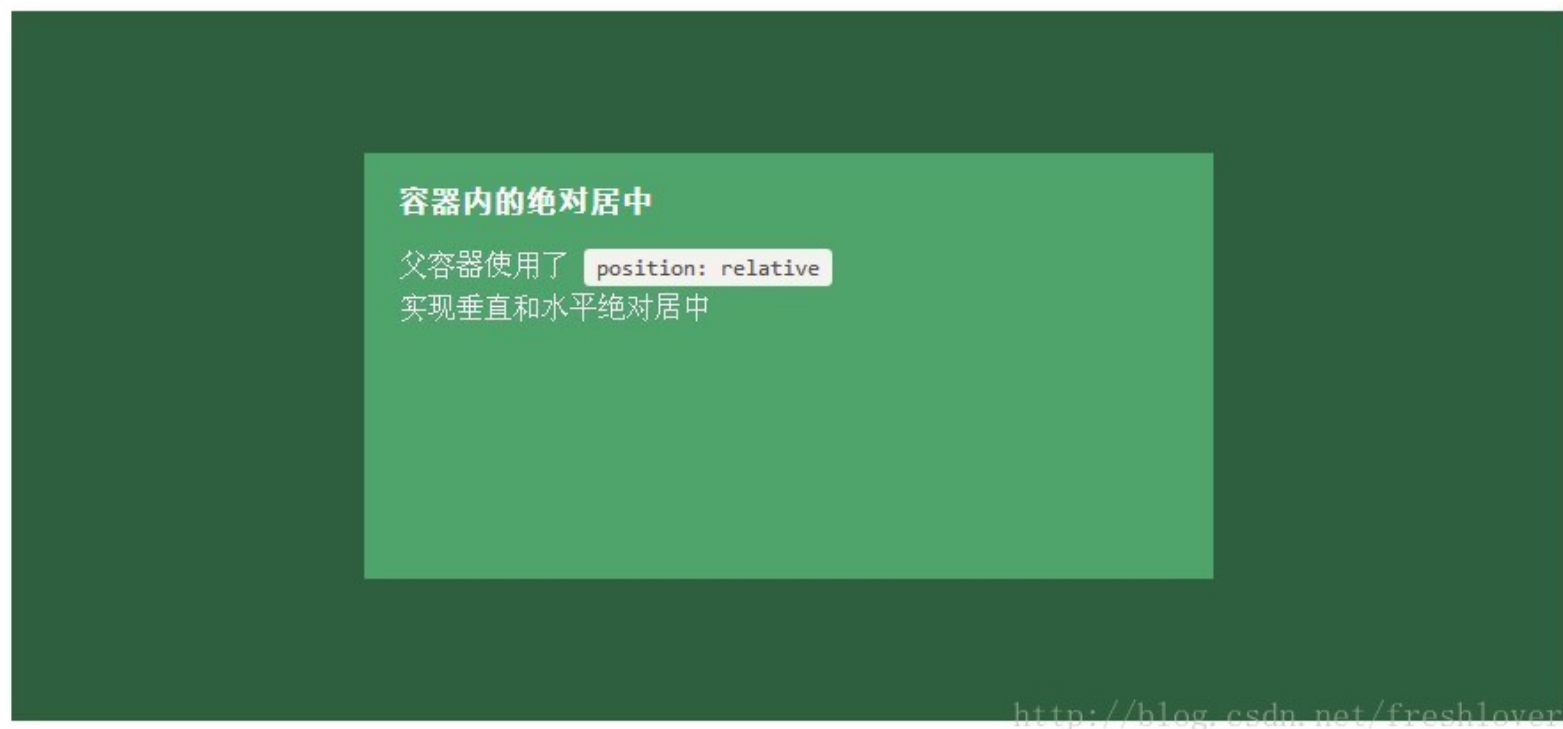 容器内的绝对居中
父容器使用了 position: relative
实现垂直和水平绝对居中
http://blog.csdn.net/freshlover